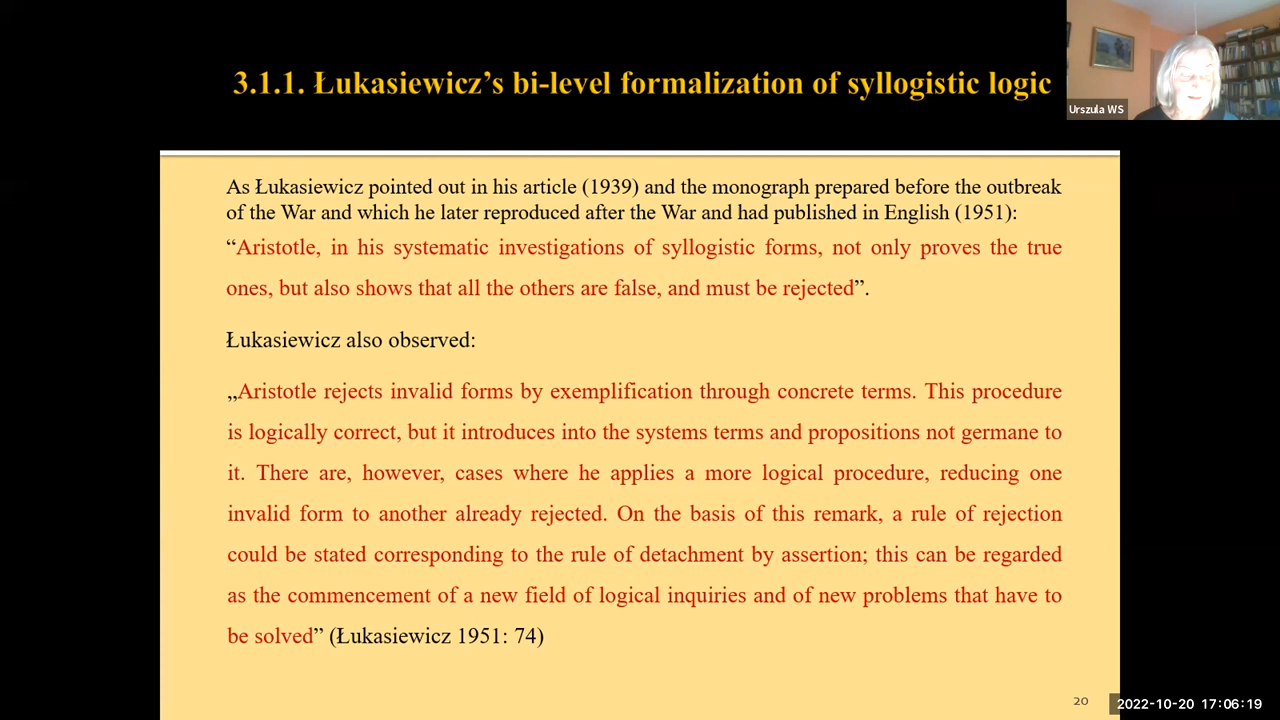 3.1.1. Łukasiewicz’s bi-level formalization of syllogistic logic
Urszula WS
As Łukasiewicz pointed out in his article (1939) and the monograph prepared before the outbreak
of the War and which he later reproduced after the War and had published in English (1951):
“Aristotle, in his systematic investigations of syllogistic forms, not only proves the true
ones, but also shows that all the others are false, and must be rejected”.
Łukasiewicz also observed:
„Aristotle rejects invalid forms by exemplification through concrete terms. This procedure
is logically correct, but it introduces into the systems terms and propositions not germane to
it. There are, however, cases where he applies a more logical procedure, reducing one
invalid form to another already rejected. On the basis of this remark, a rule of rejection
could be stated corresponding to the rule of detachment by assertion; this can be regarded
as the commencement of a new field of logical inquiries and of new problems that have to
be solved” (Łukasiewicz 1951: 74)
20
2022-10-20 17:06:19